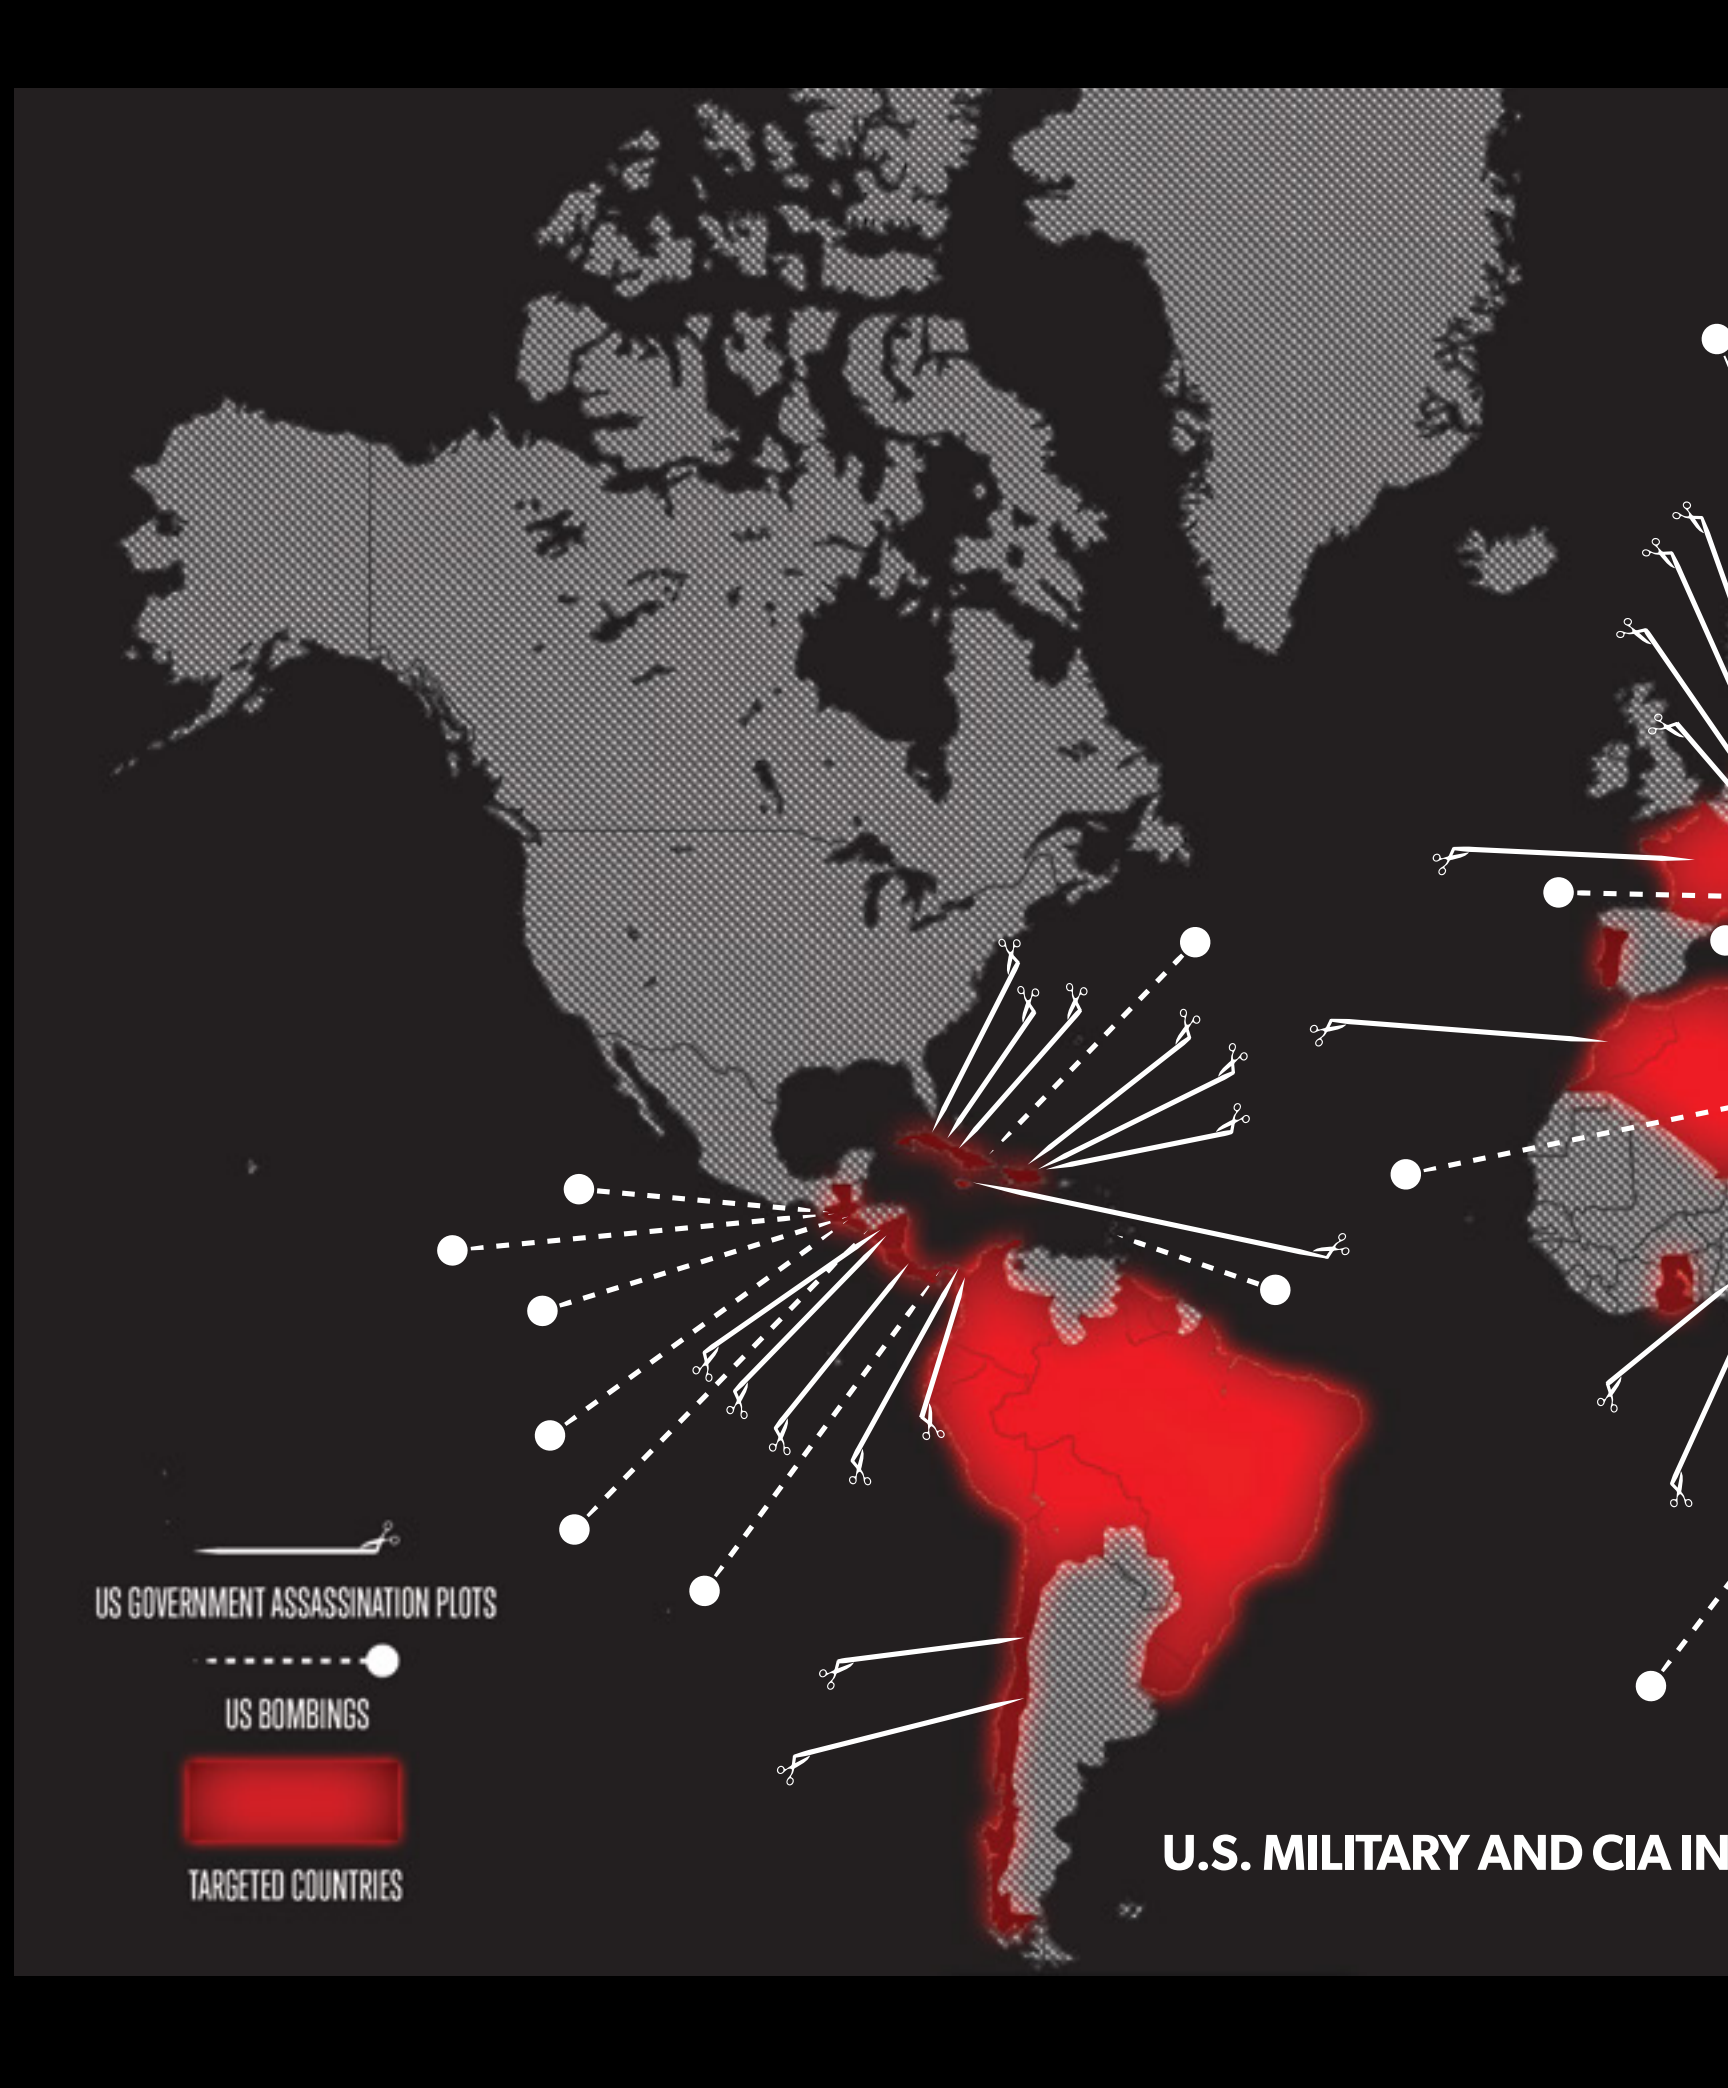 US GOVERNMENT ASSASSINATION PLOTS
US BOMBINGS
TARGETED COUNTRIES
U.S. MILITARY AND CIA IN